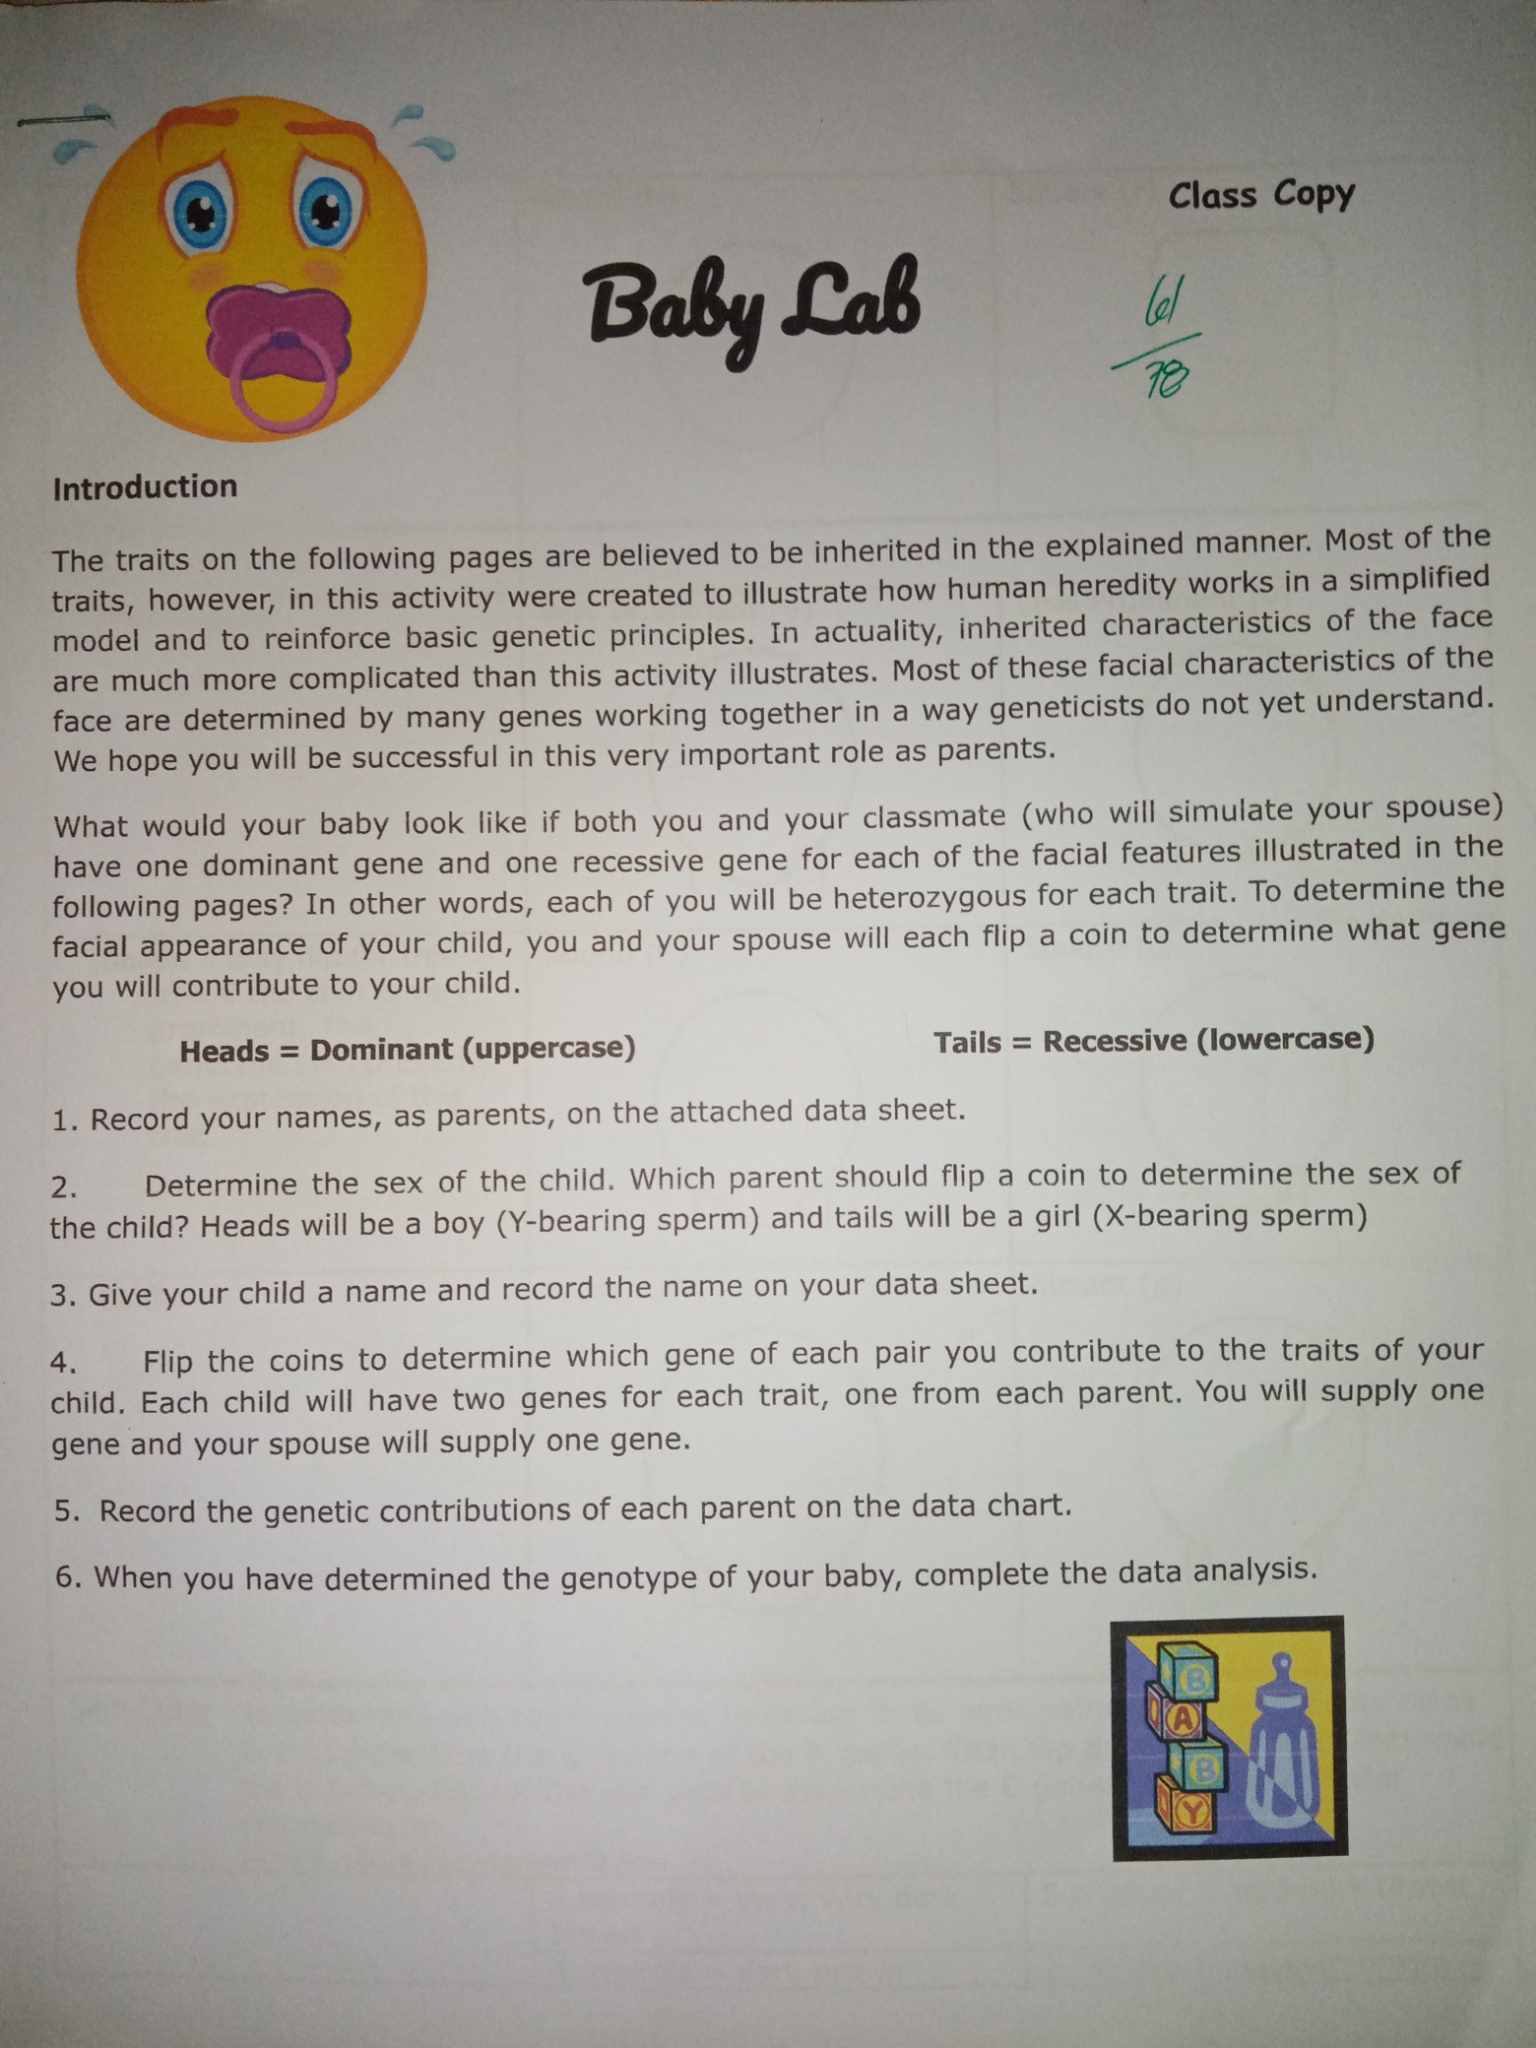 Class Copy
Baby Lab
61
78
Introduction
The traits on the following pages are believed to be inherited in the explained manner. Most of the
traits, however, in this activity were created to illustrate how human heredity works in a simplified
model and to reinforce basic genetic principles. In actuality, inherited characteristics of the face
are much more complicated than this activity illustrates. Most of these facial characteristics of the
face are determined by many genes working together in a way geneticists do not yet understand.
We hope you will be successful in this very important role as parents.
What would your baby look like if both you and your classmate (who will simulate your spouse)
have one dominant gene and one recessive gene for each of the facial features illustrated in the
following pages? In other words, each of you will be heterozygous for each trait. To determine the
facial appearance of your child, you and your spouse will each flip a coin to determine what gene
you will contribute to your child.
Heads = Dominant (uppercase) Tails = Recessive (lowercase)
1. Record your names, as parents, on the attached data sheet.
2. Determine the sex of the child. Which parent should flip a coin to determine the sex of
the child? Heads will be a boy (Y-bearing sperm) and tails will be a girl (X-bearing sperm)
3. Give your child a name and record the name on your data sheet.
4. Flip the coins to determine which gene of each pair you contribute to the traits of your
child. Each child will have two genes for each trait, one from each parent. You will supply one
gene and your spouse will supply one gene.
5. Record the genetic contributions of each parent on the data chart.
6. When you have determined the genotype of your baby, complete the data analysis.
B
A
B
Y